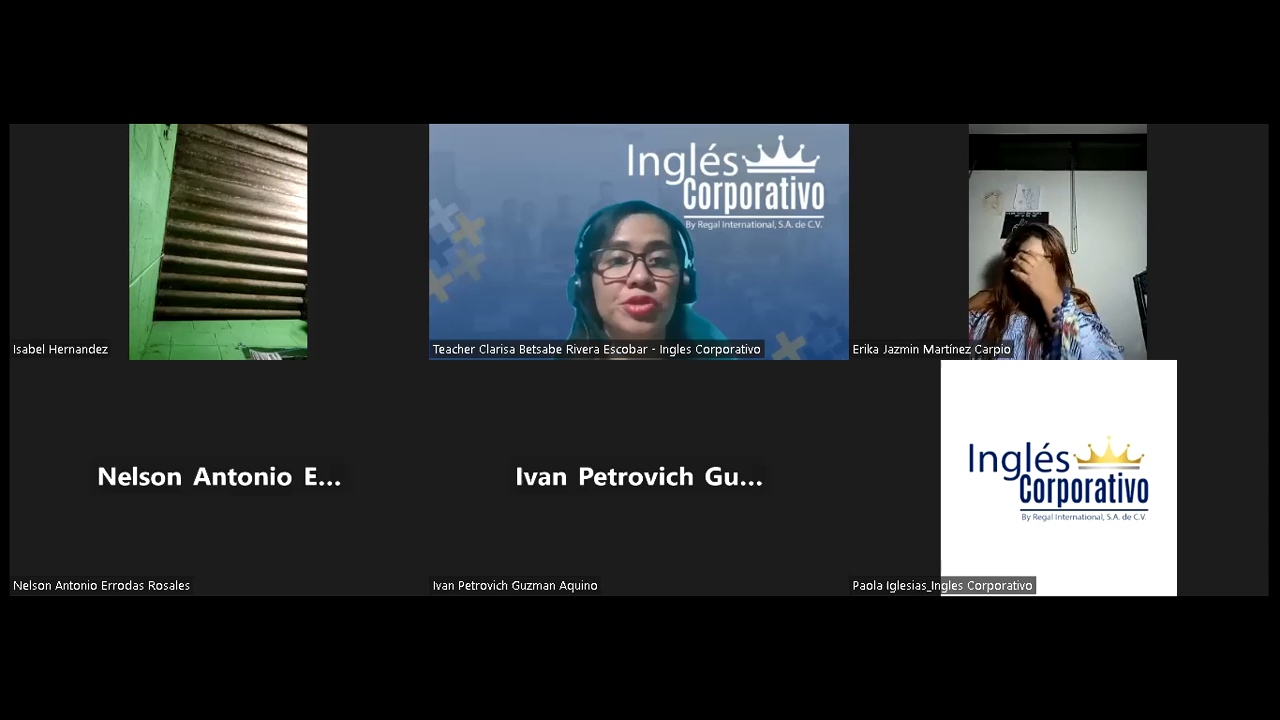 Inglés
Corporativo
By Regal International, S.A. de C.V.
Isabel Hernandez
Teacher Clarisa Betsabe Rivera Escobar - Ingles Corporativo
Erika Jazmin Martínez Carpio
Nelson Antonio E...
Ivan Petrovich Gu...
Inglés
Corporativo
By Regal International, S.A. de C.V.
Nelson Antonio Errodas Rosales
Ivan Petrovich Guzman Aquino
Paola Iglesias_Ingles Corporativo